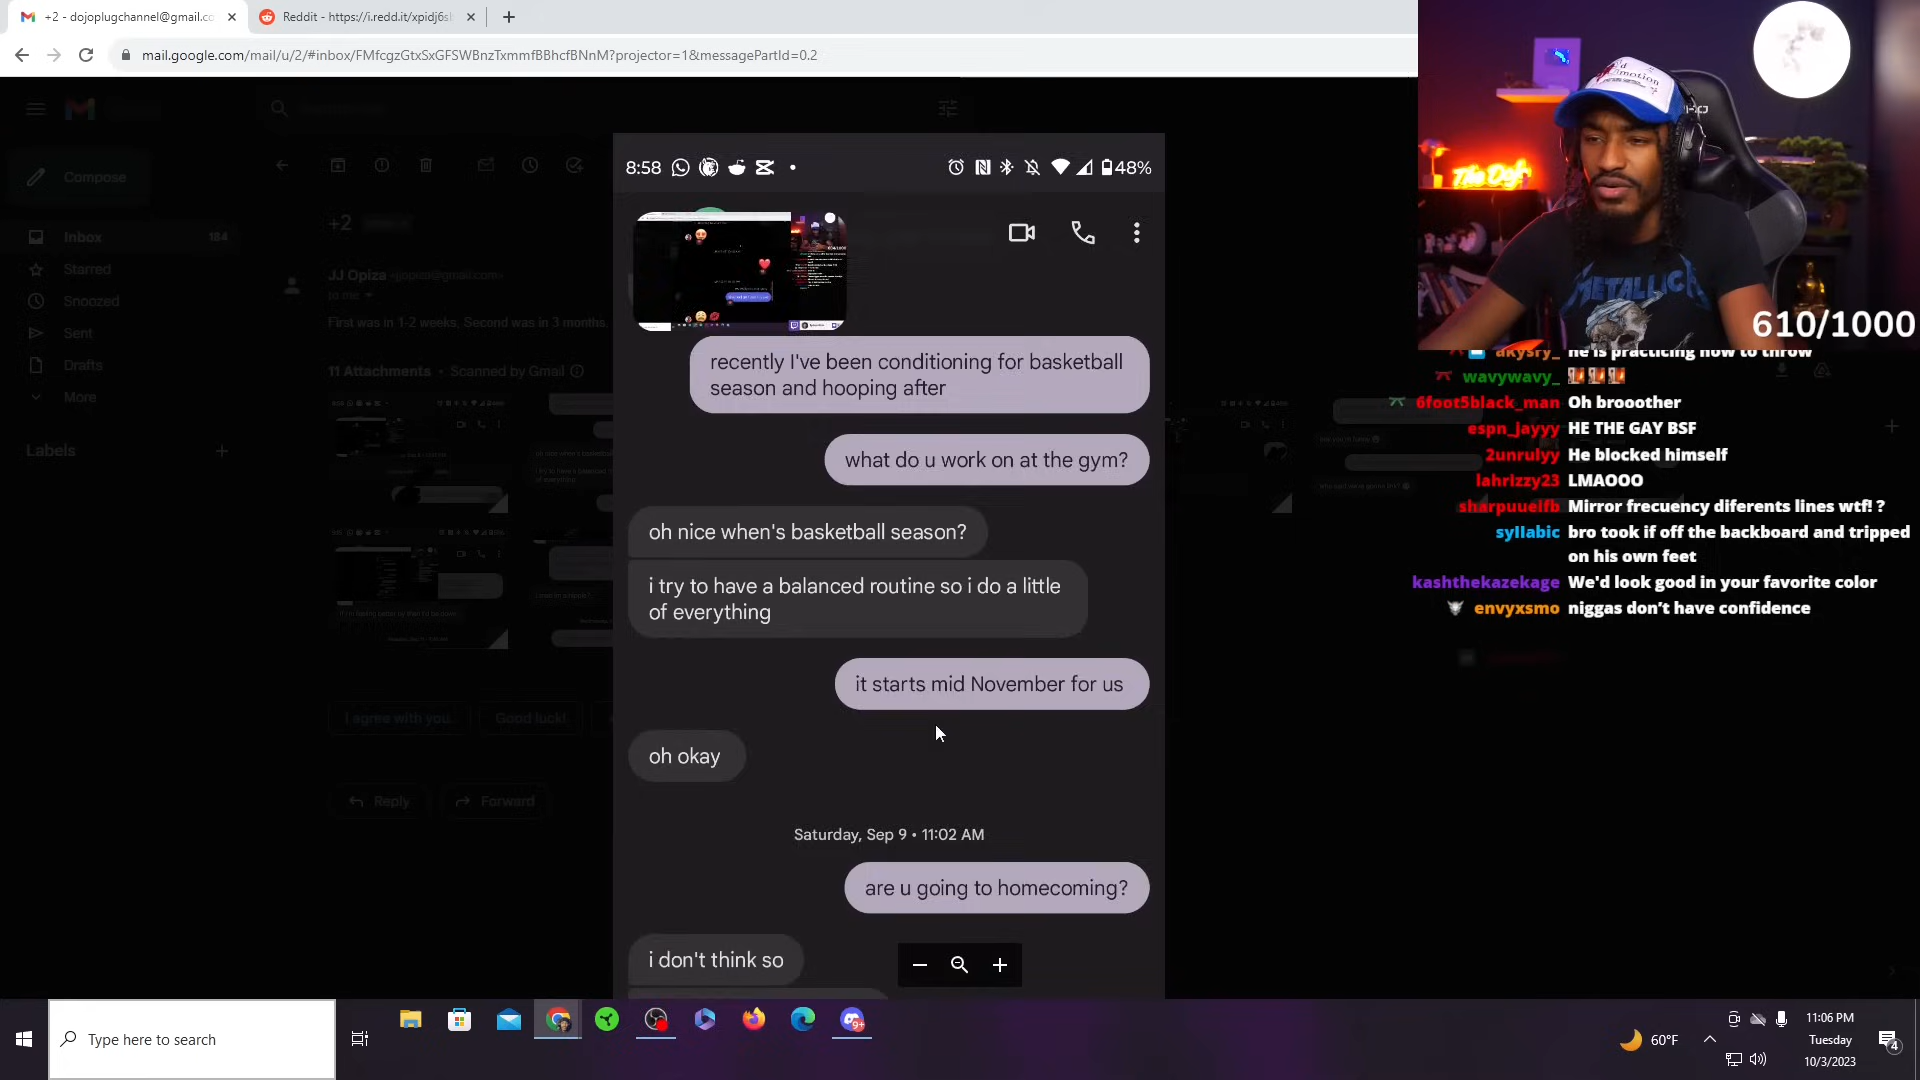 +2 - dojoplugchannel@gmail.co
Reddit - https://i.redd.it/xpidj6s
mail.google.com/mail/u/2/#inbox/FMfcgzGtxSxGFSWBnzTxmmfBBhcfBNnM?projector=1&messagePartId=0.2
Compose
Inbox 184
Starred
Snoozed
Sent
Drafts
More
Labels
+2
JJ Opiza
to me
First was in 1-2 weeks. Second was in 3 months.
11 Attachments • Scanned by Gmail
I agree with you.
Good luck!
Reply
Forward
8:58
48%
recently I've been conditioning for basketball
season and hooping after
what do u work on at the gym?
oh nice when's basketball season?
i try to have a balanced routine so i do a little
of everything
it starts mid November for us
oh okay
Saturday, Sep 9 • 11:02 AM
are u going to homecoming?
i don't think so
The Dojo
METALLICA
610/1000
akysry_ he is practicing how to throw
wavywavy_
6foot5black_man Oh brooother
espn_jayyy HE THE GAY BSF
2unrulyy He blocked himself
lahrizzy23 LMAOOO
sharpuuelfb Mirror frecuency diferents lines wtf! ?
syllabic bro took if off the backboard and tripped
on his own feet
kashthekazekage We'd look good in your favorite color
envyxsmo niggas don’t have confidence
Type here to search
9+
60°F
11:06 PM
Tuesday
10/3/2023
4